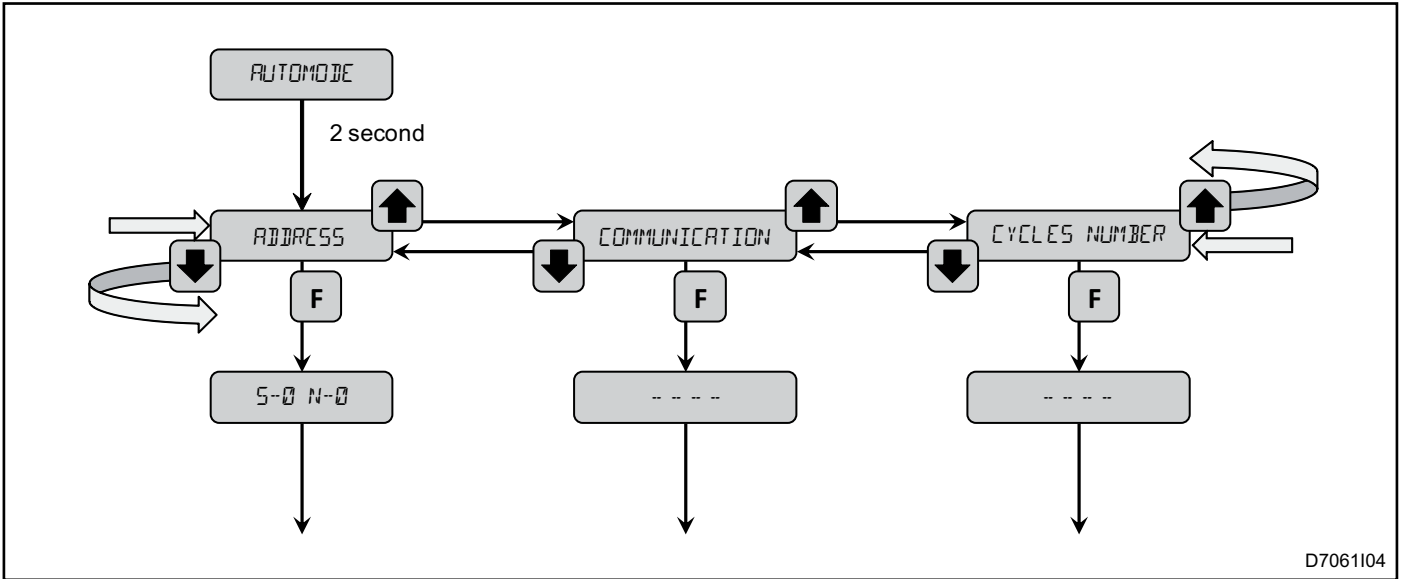 AUTOMODE
2 second
ADDRESS
COMMUNICATION
CYCLES NUMBER
F
F
F
S-0 N-0
- - - -
- - - -
D7061I04